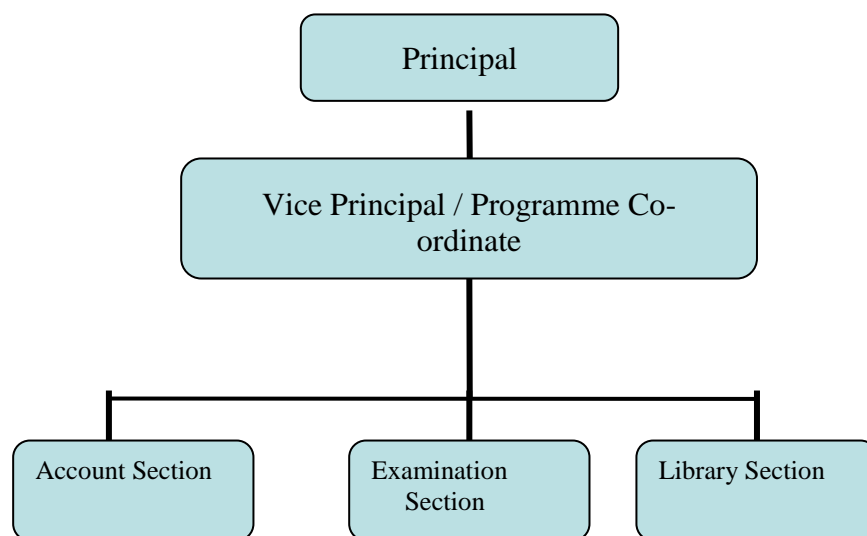 Principal
Vice Principal / Programme Co-
ordinate
Account Section
Examination
Section
Library Section